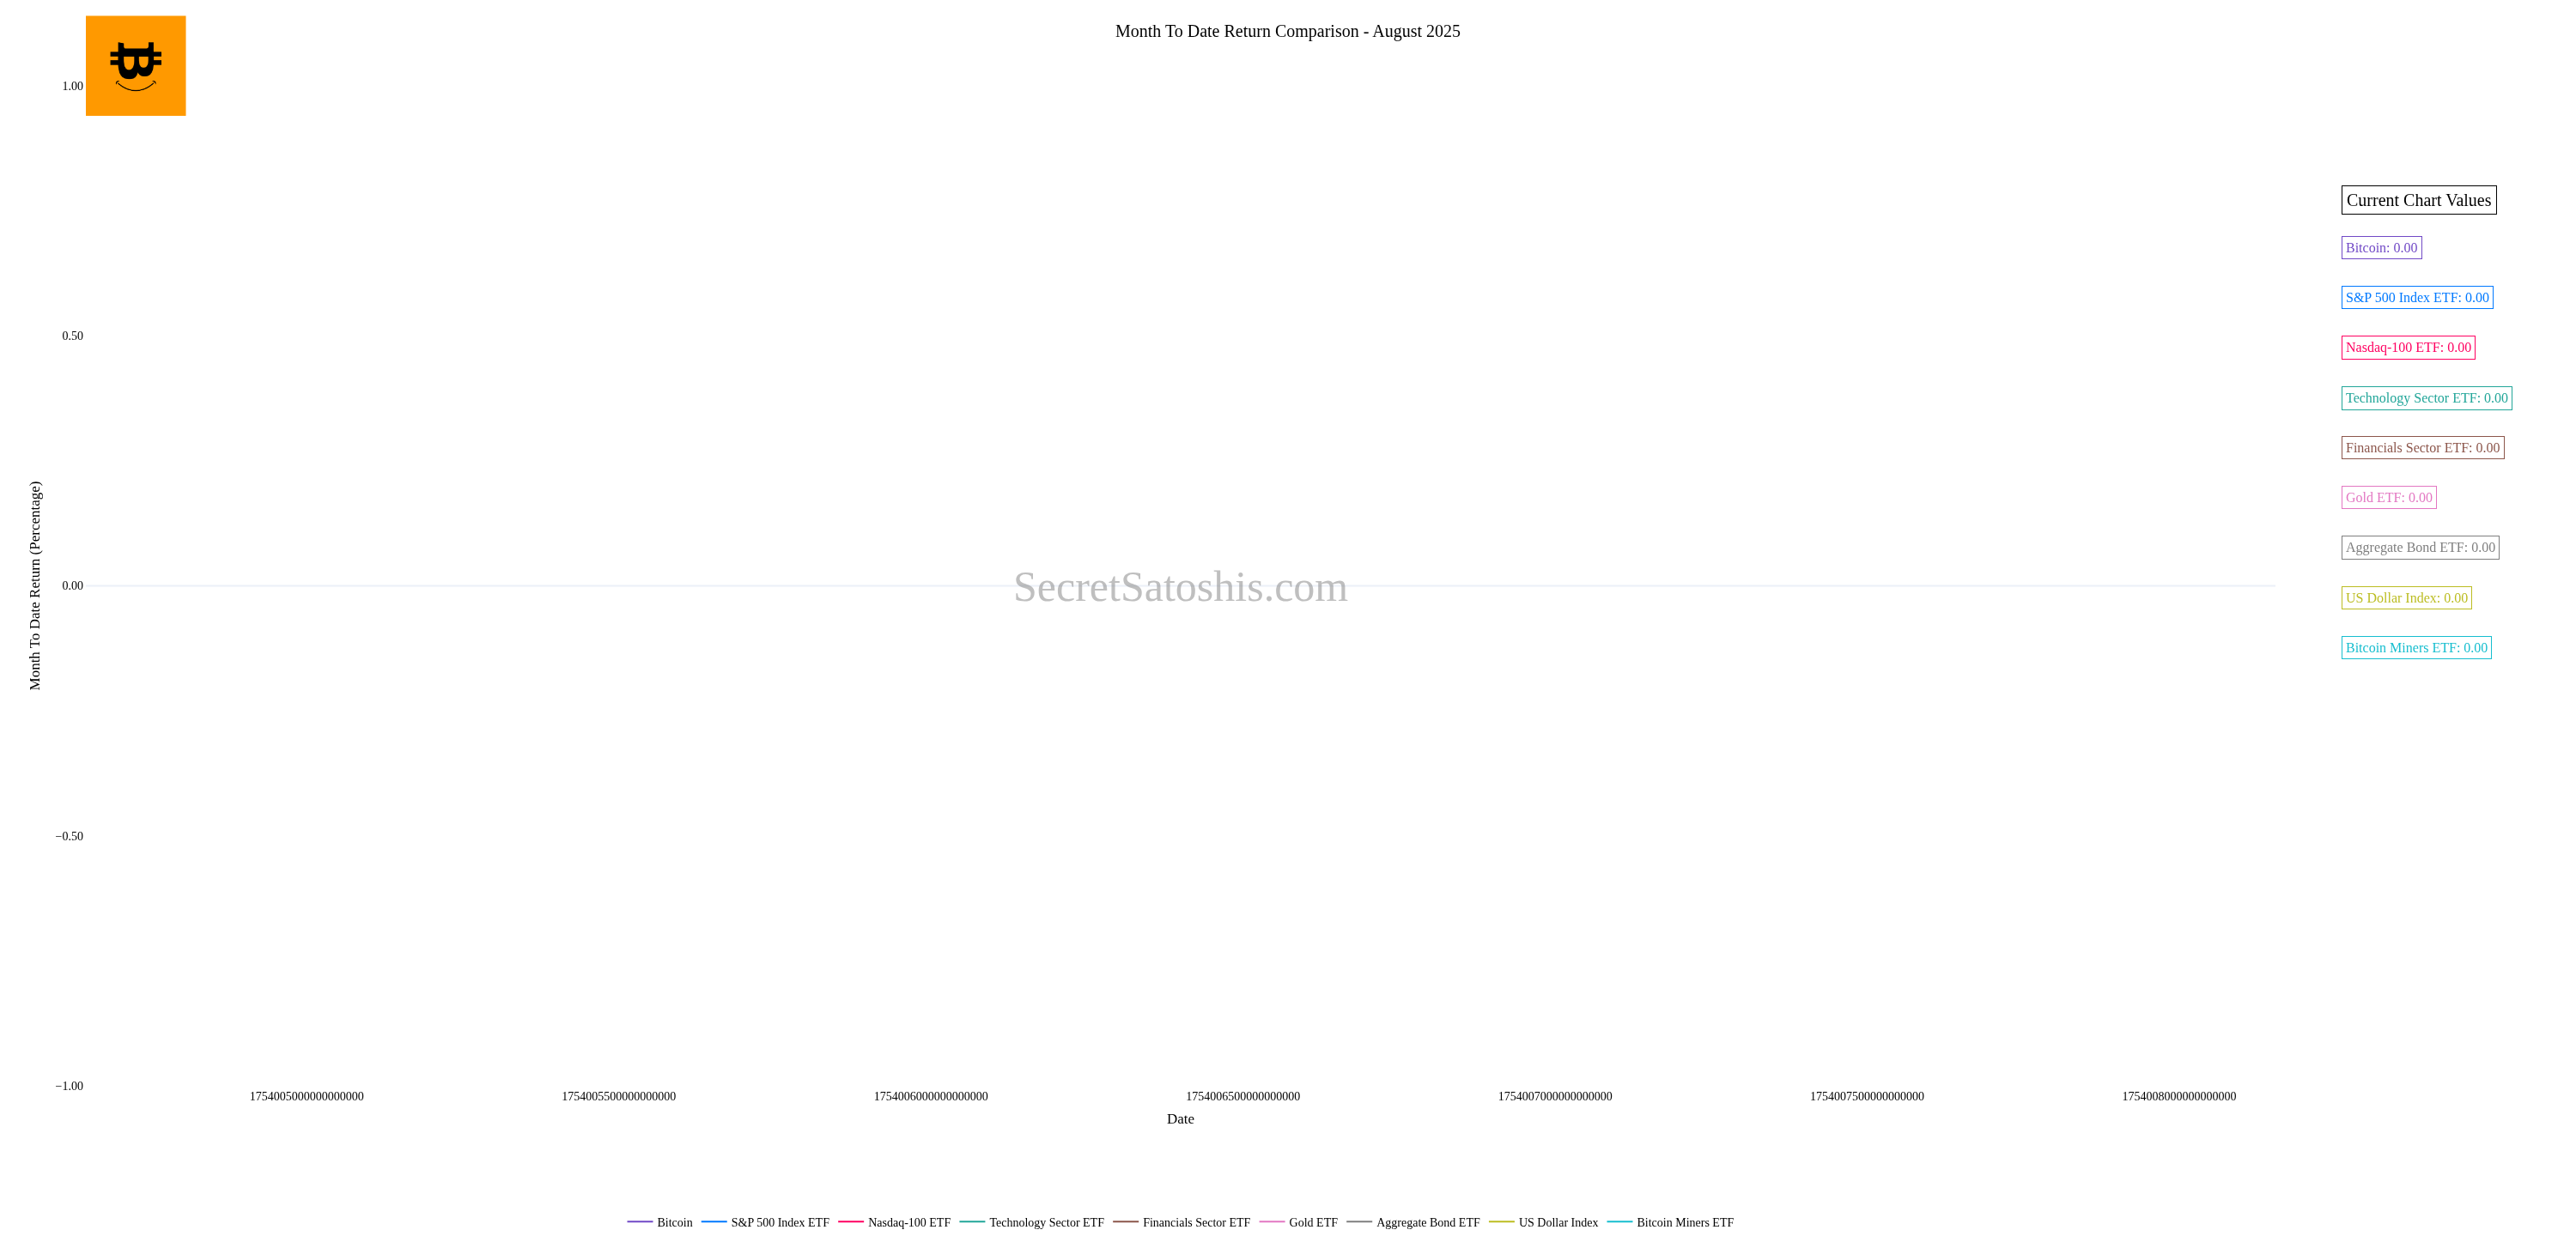 Month To Date Return Comparison - August 2025
1.00
0.50
0.00
−0.50
−1.00
Month To Date Return (Percentage)
SecretSatoshis.com
Current Chart Values
Bitcoin: 0.00
S&P 500 Index ETF: 0.00
Nasdaq-100 ETF: 0.00
Technology Sector ETF: 0.00
Financials Sector ETF: 0.00
Gold ETF: 0.00
Aggregate Bond ETF: 0.00
US Dollar Index: 0.00
Bitcoin Miners ETF: 0.00
1754005000000000000 1754005500000000000 1754006000000000000 1754006500000000000 1754007000000000000 1754007500000000000 1754008000000000000
Date
Bitcoin S&P 500 Index ETF Nasdaq-100 ETF Technology Sector ETF Financials Sector ETF Gold ETF Aggregate Bond ETF US Dollar Index Bitcoin Miners ETF